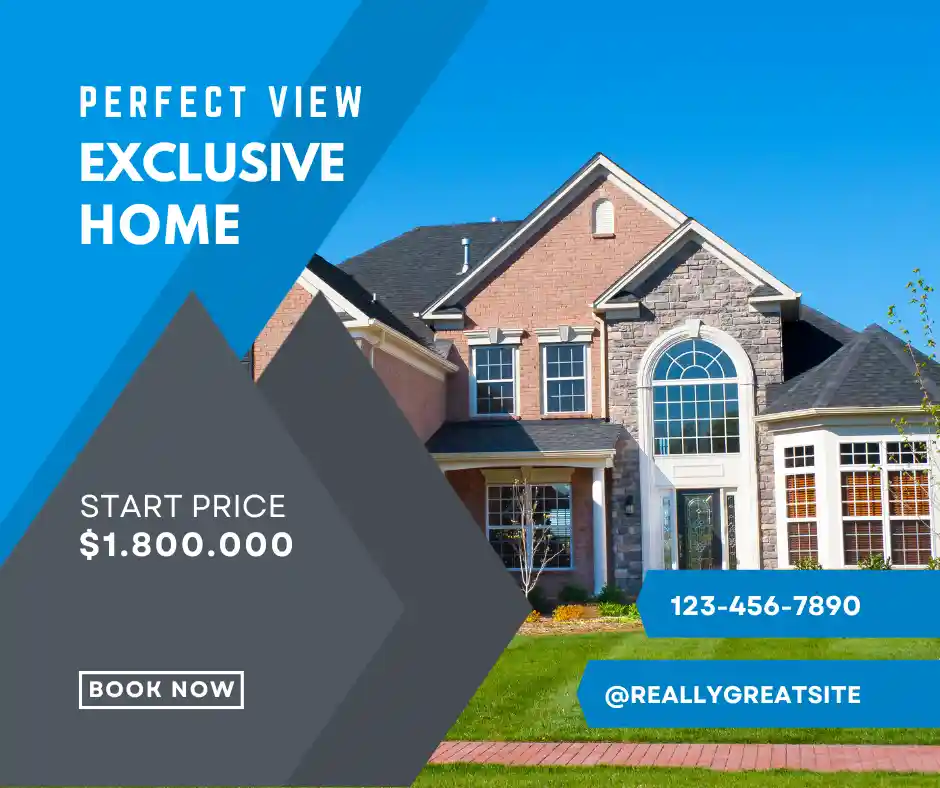 PERFECT VIEW
EXCLUSIVE
HOME
START PRICE
$1.800.000
BOOK NOW
123-456-7890
@REALLYGREATSITE